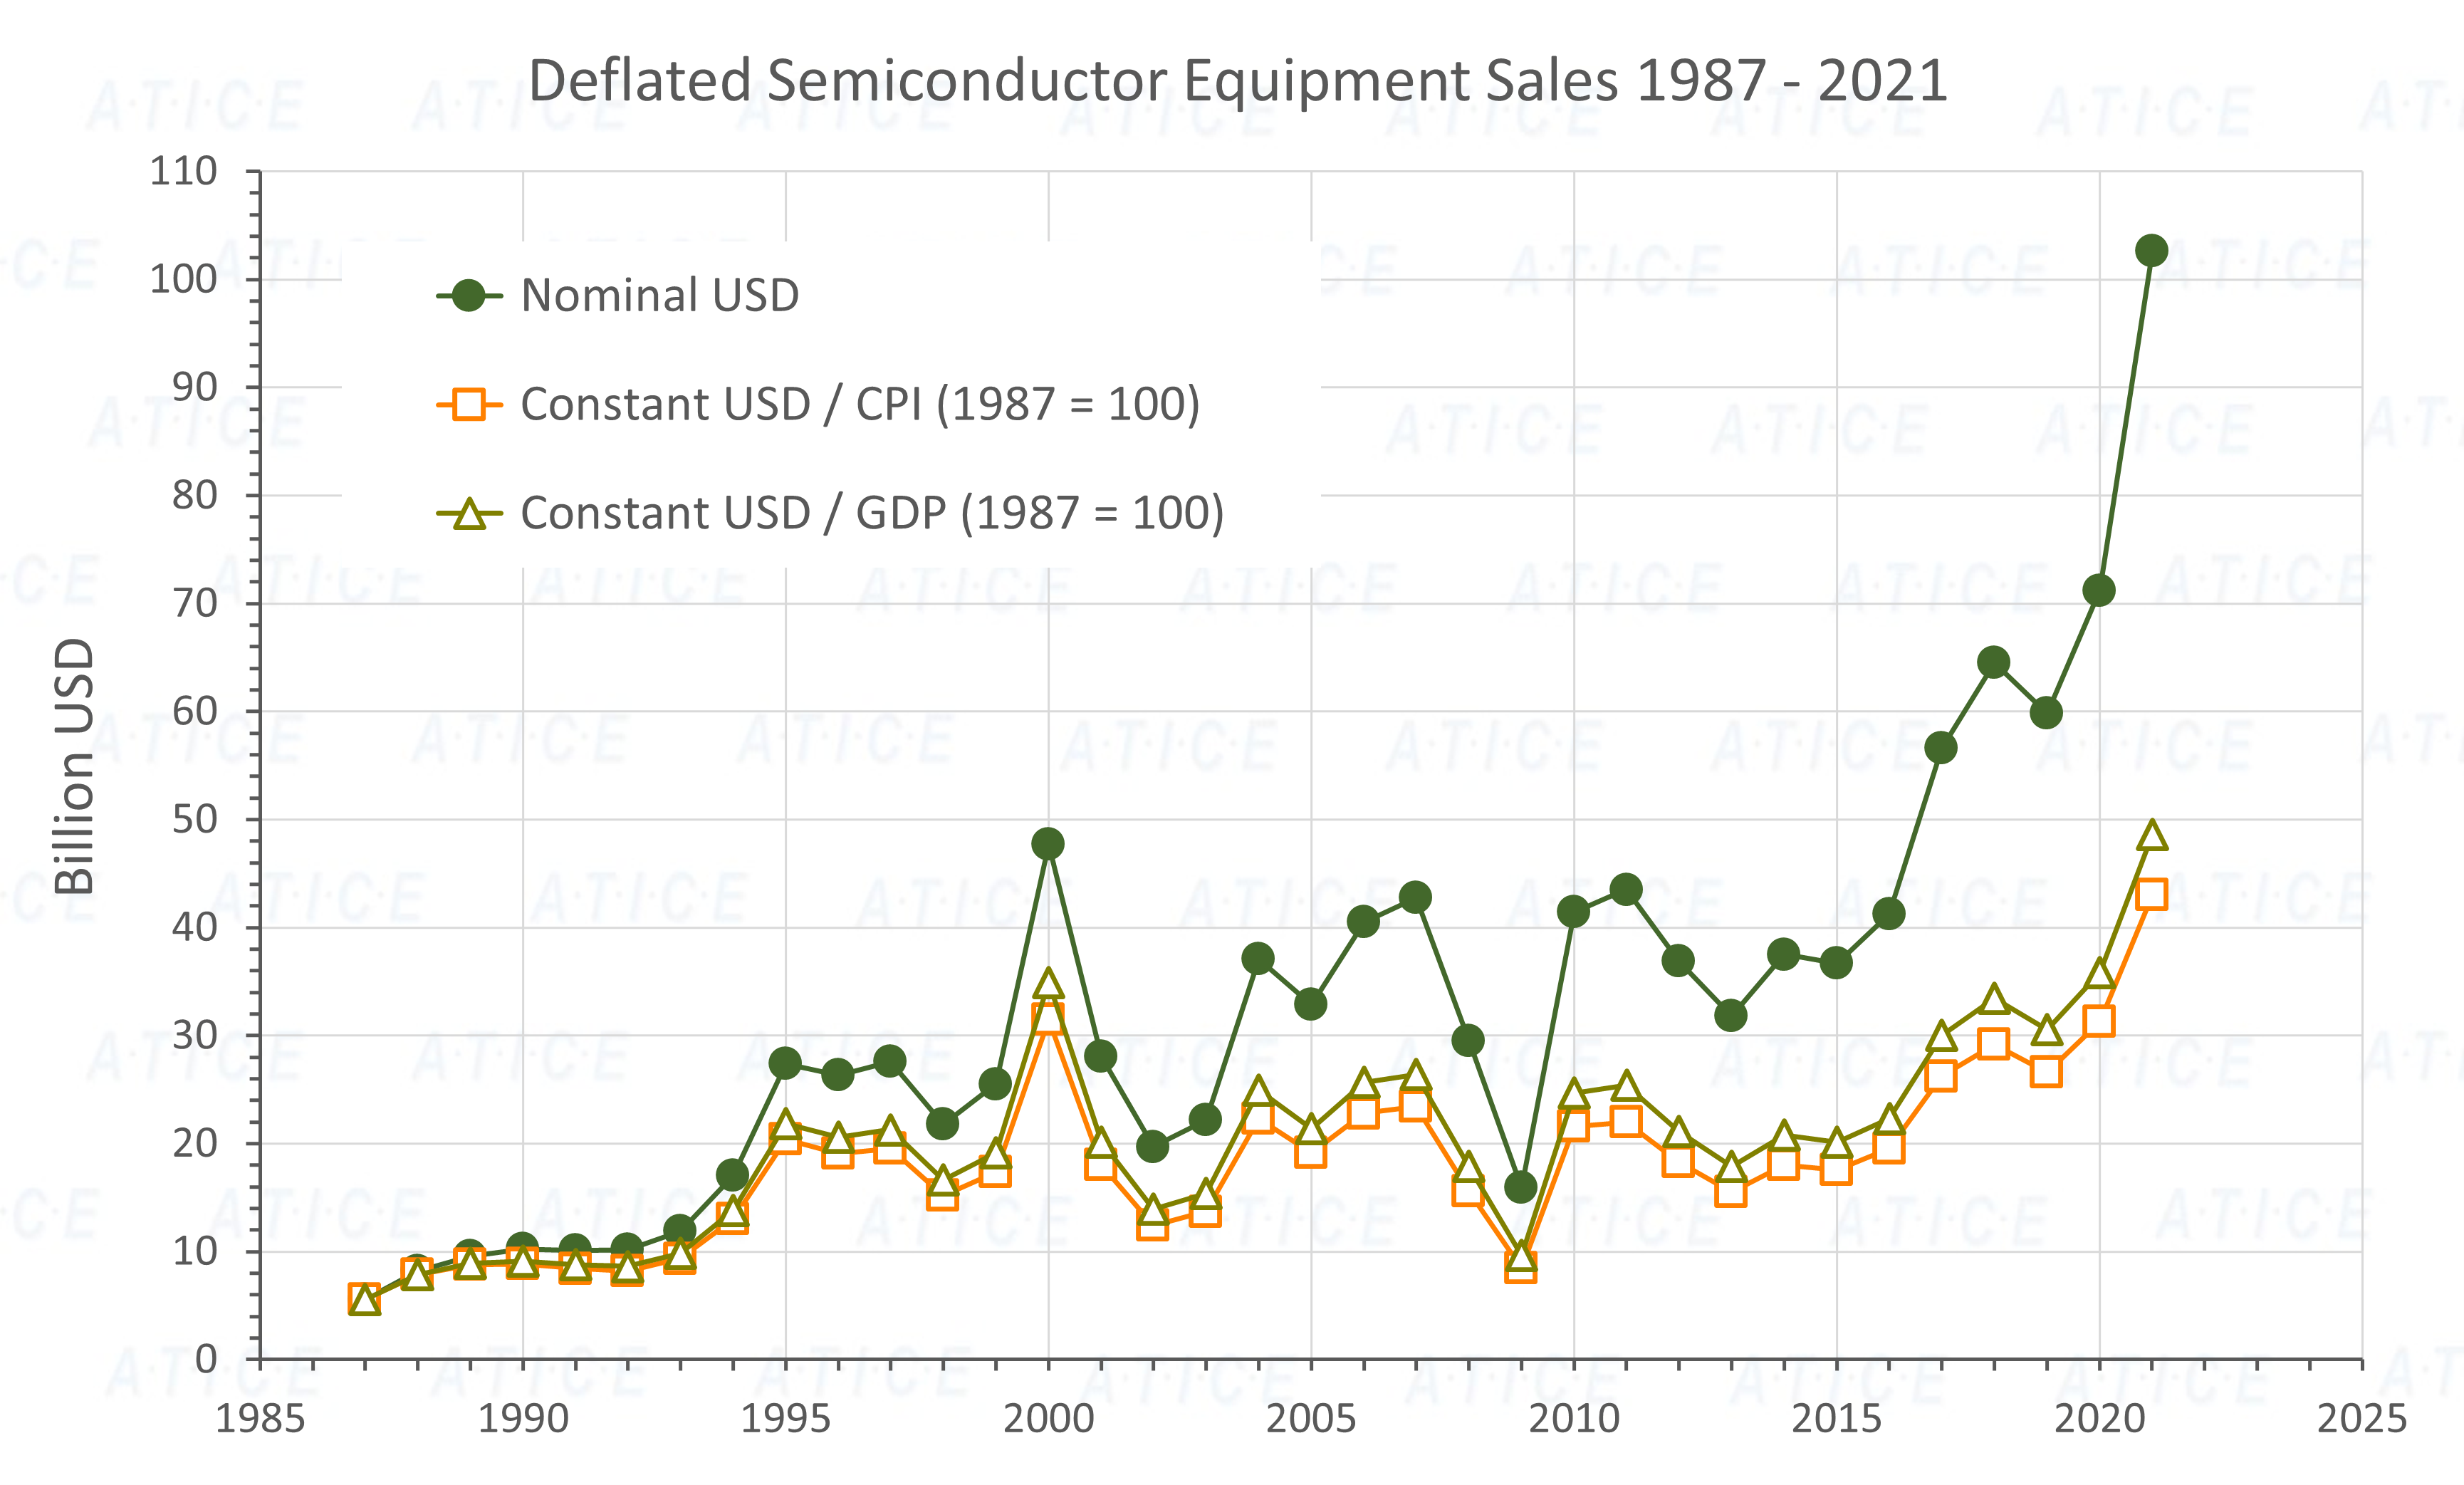 Deflated Semiconductor Equipment Sales 1987 - 2021
110
100
90
80
70
60
50
40
30
20
10
0
Billion USD
Nominal USD
Constant USD / CPI (1987 = 100)
Constant USD / GDP (1987 = 100)
1985 1990 1995 2000 2005 2010 2015 2020 2025
A·T·I·C·E